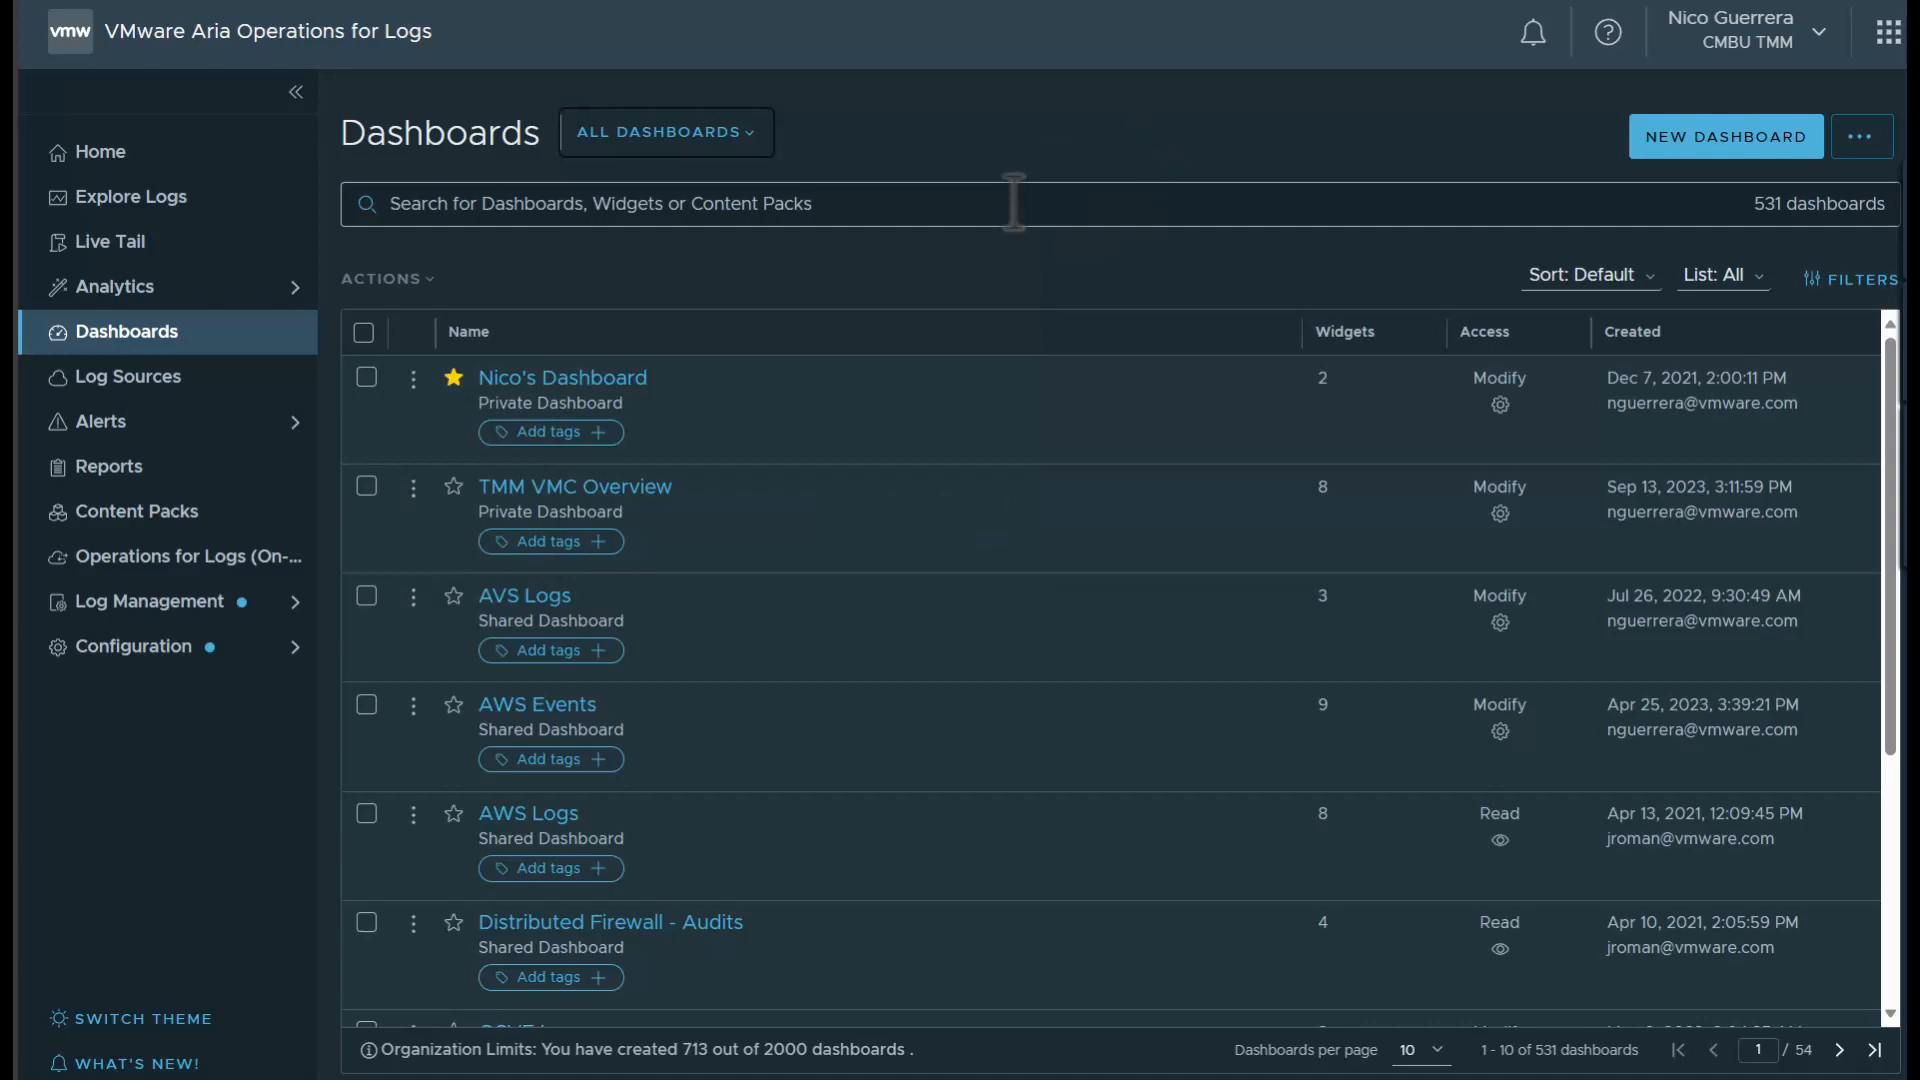 vmw VMware Aria Operations for Logs
Nico Guerrera
CMBU TMM
Home
Explore Logs
Live Tail
Analytics
Dashboards
Log Sources
Alerts
Reports
Content Packs
Operations for Logs (On-...
Log Management
Configuration
SWITCH THEME
WHAT'S NEW!
Dashboards ALL DASHBOARDS
NEW DASHBOARD ...
Search for Dashboards, Widgets or Content Packs 531 dashboards
ACTIONS Sort: Default List: All FILTERS
Name Widgets Access Created
Nico's Dashboard 2 Modify Dec 7, 2021, 2:00:11 PM
Private Dashboard nguerrera@vmware.com
Add tags +
TMM VMC Overview 8 Modify Sep 13, 2023, 3:11:59 PM
Private Dashboard nguerrera@vmware.com
Add tags +
AVS Logs 3 Modify Jul 26, 2022, 9:30:49 AM
Shared Dashboard nguerrera@vmware.com
Add tags +
AWS Events 9 Modify Apr 25, 2023, 3:39:21 PM
Shared Dashboard nguerrera@vmware.com
Add tags +
AWS Logs 8 Read Apr 13, 2021, 12:09:45 PM
Shared Dashboard jroman@vmware.com
Add tags +
Distributed Firewall - Audits 4 Read Apr 10, 2021, 2:05:59 PM
Shared Dashboard jroman@vmware.com
Add tags +
Organization Limits: You have created 713 out of 2000 dashboards . Dashboards per page 10 1 - 10 of 531 dashboards 1 / 54